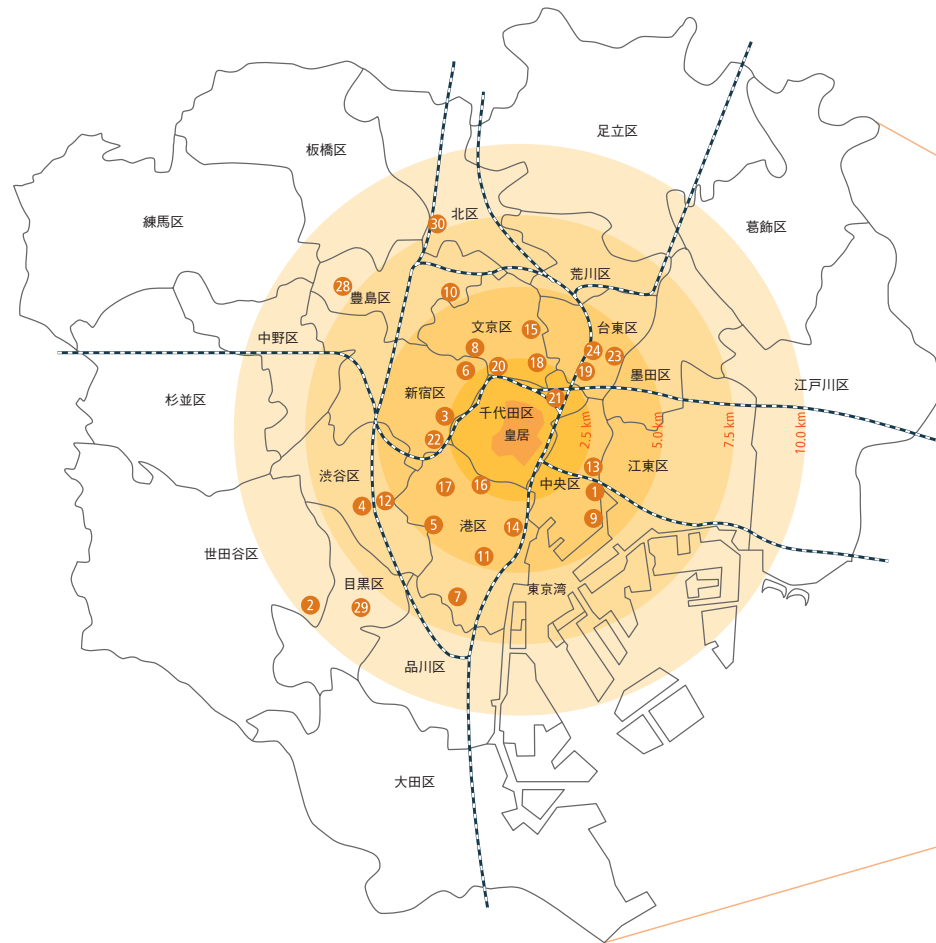 足立区
板橋区
北区
練馬区
葛飾区
30
荒川区
28
豊島区
10
文京区
15
台東区
中野区
8
24
23
20
18
19
6
墨田区
江戸川区
新宿区
杉並区
21
3
千代田区
皇居
2.5 km
5.0 km
7.5 km
10.0 km
22
13
江東区
渋谷区
17
16
中央区
1
4
12
5
港区
14
9
世田谷区
11
目黒区
7
東京湾
2
29
品川区
大田区